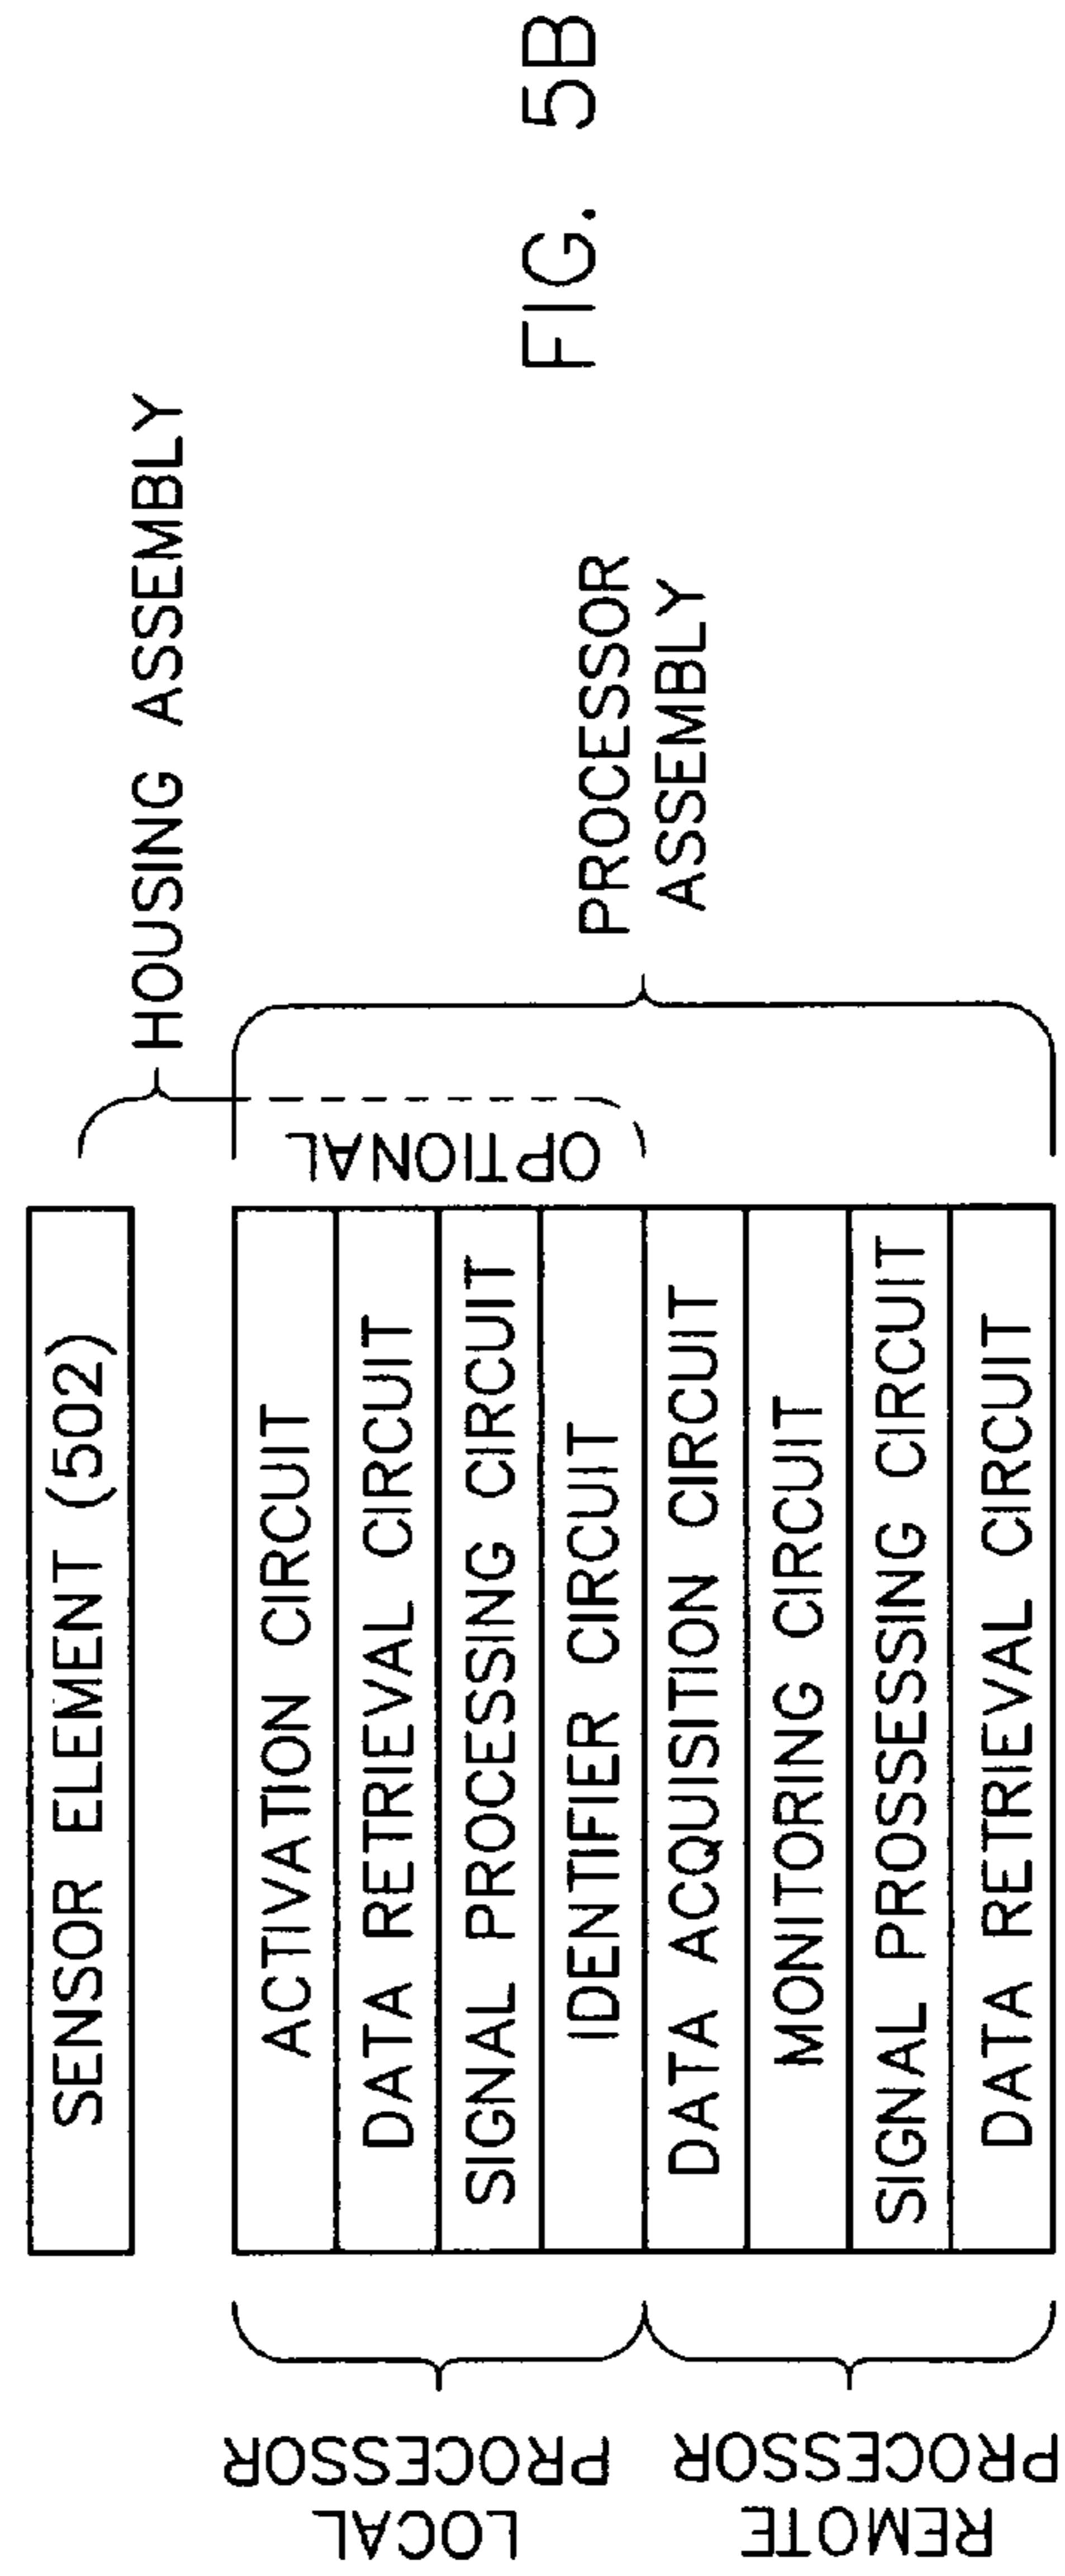 SENSOR ELEMENT (502)
HOUSING ASSEMBLY
ACTIVATION CIRCUIT
DATA RETRIEVAL CIRCUIT
SIGNAL PROCESSING CIRCUIT
IDENTIFIER CIRCUIT
DATA ACQUISITION CIRCUIT
MONITORING CIRCUIT
SIGNAL PROSSESSING CIRCUIT
DATA RETRIEVAL CIRCUIT
LOCAL
PROCESSOR
REMOTE
PROCESSOR
OPTIONAL
PROCESSOR
ASSEMBLY
FIG. 5B